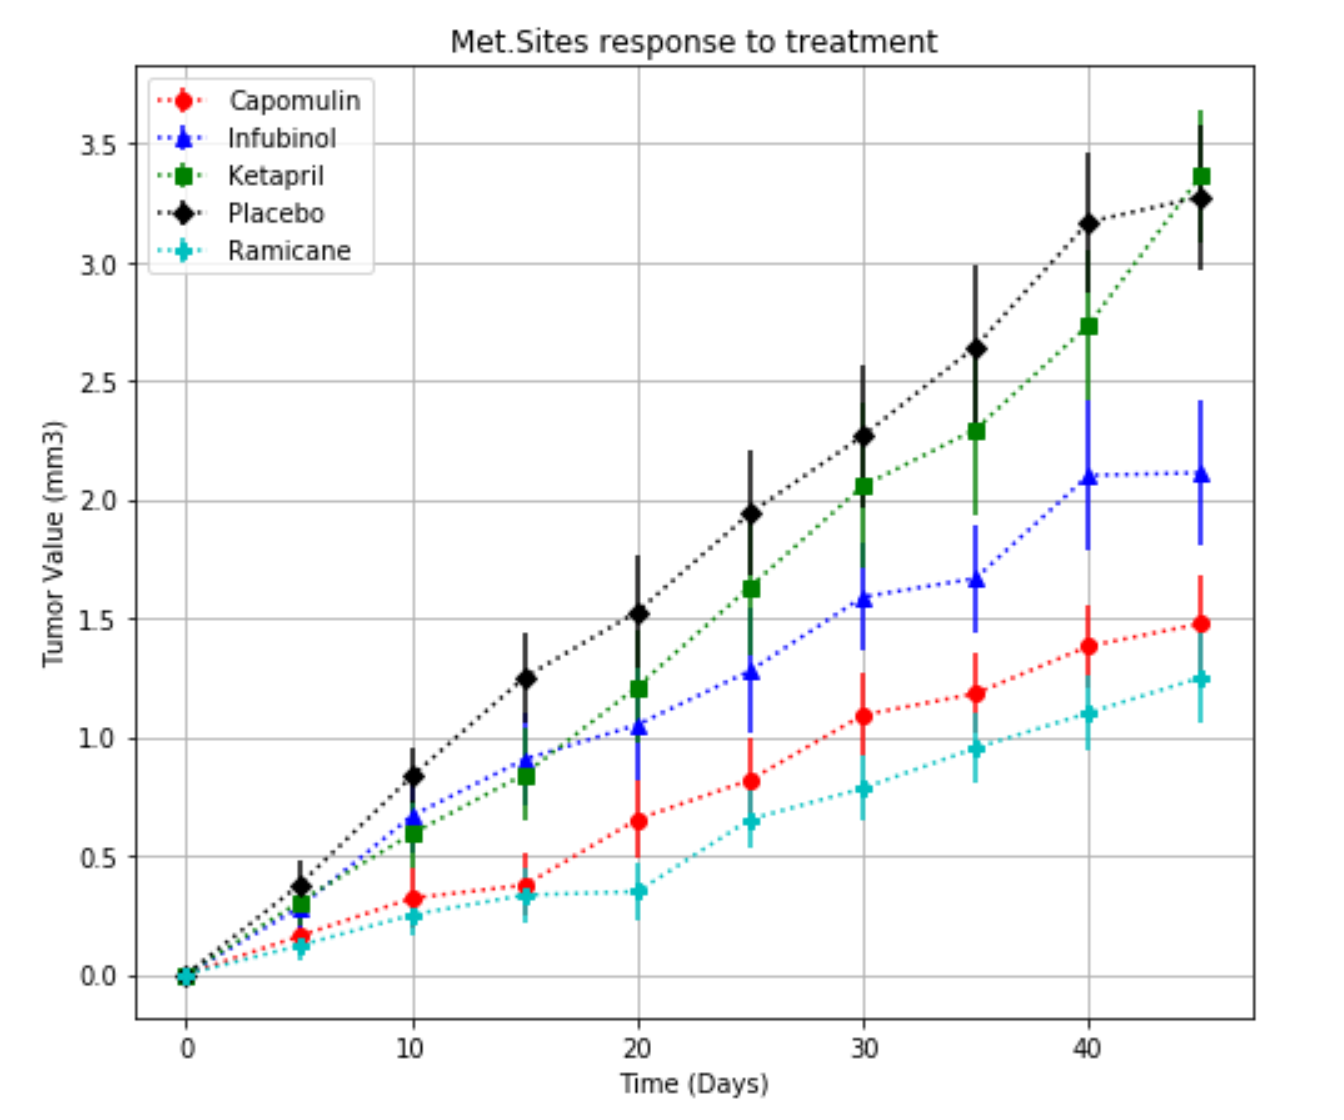 Met.Sites response to treatment
Capomulin
Infubinol
Ketapril
Placebo
Ramicane
3.5
3.0
2.5
2.0
1.5
1.0
0.5
0.0
Tumor Value (mm3)
0 10 20 30 40
Time (Days)